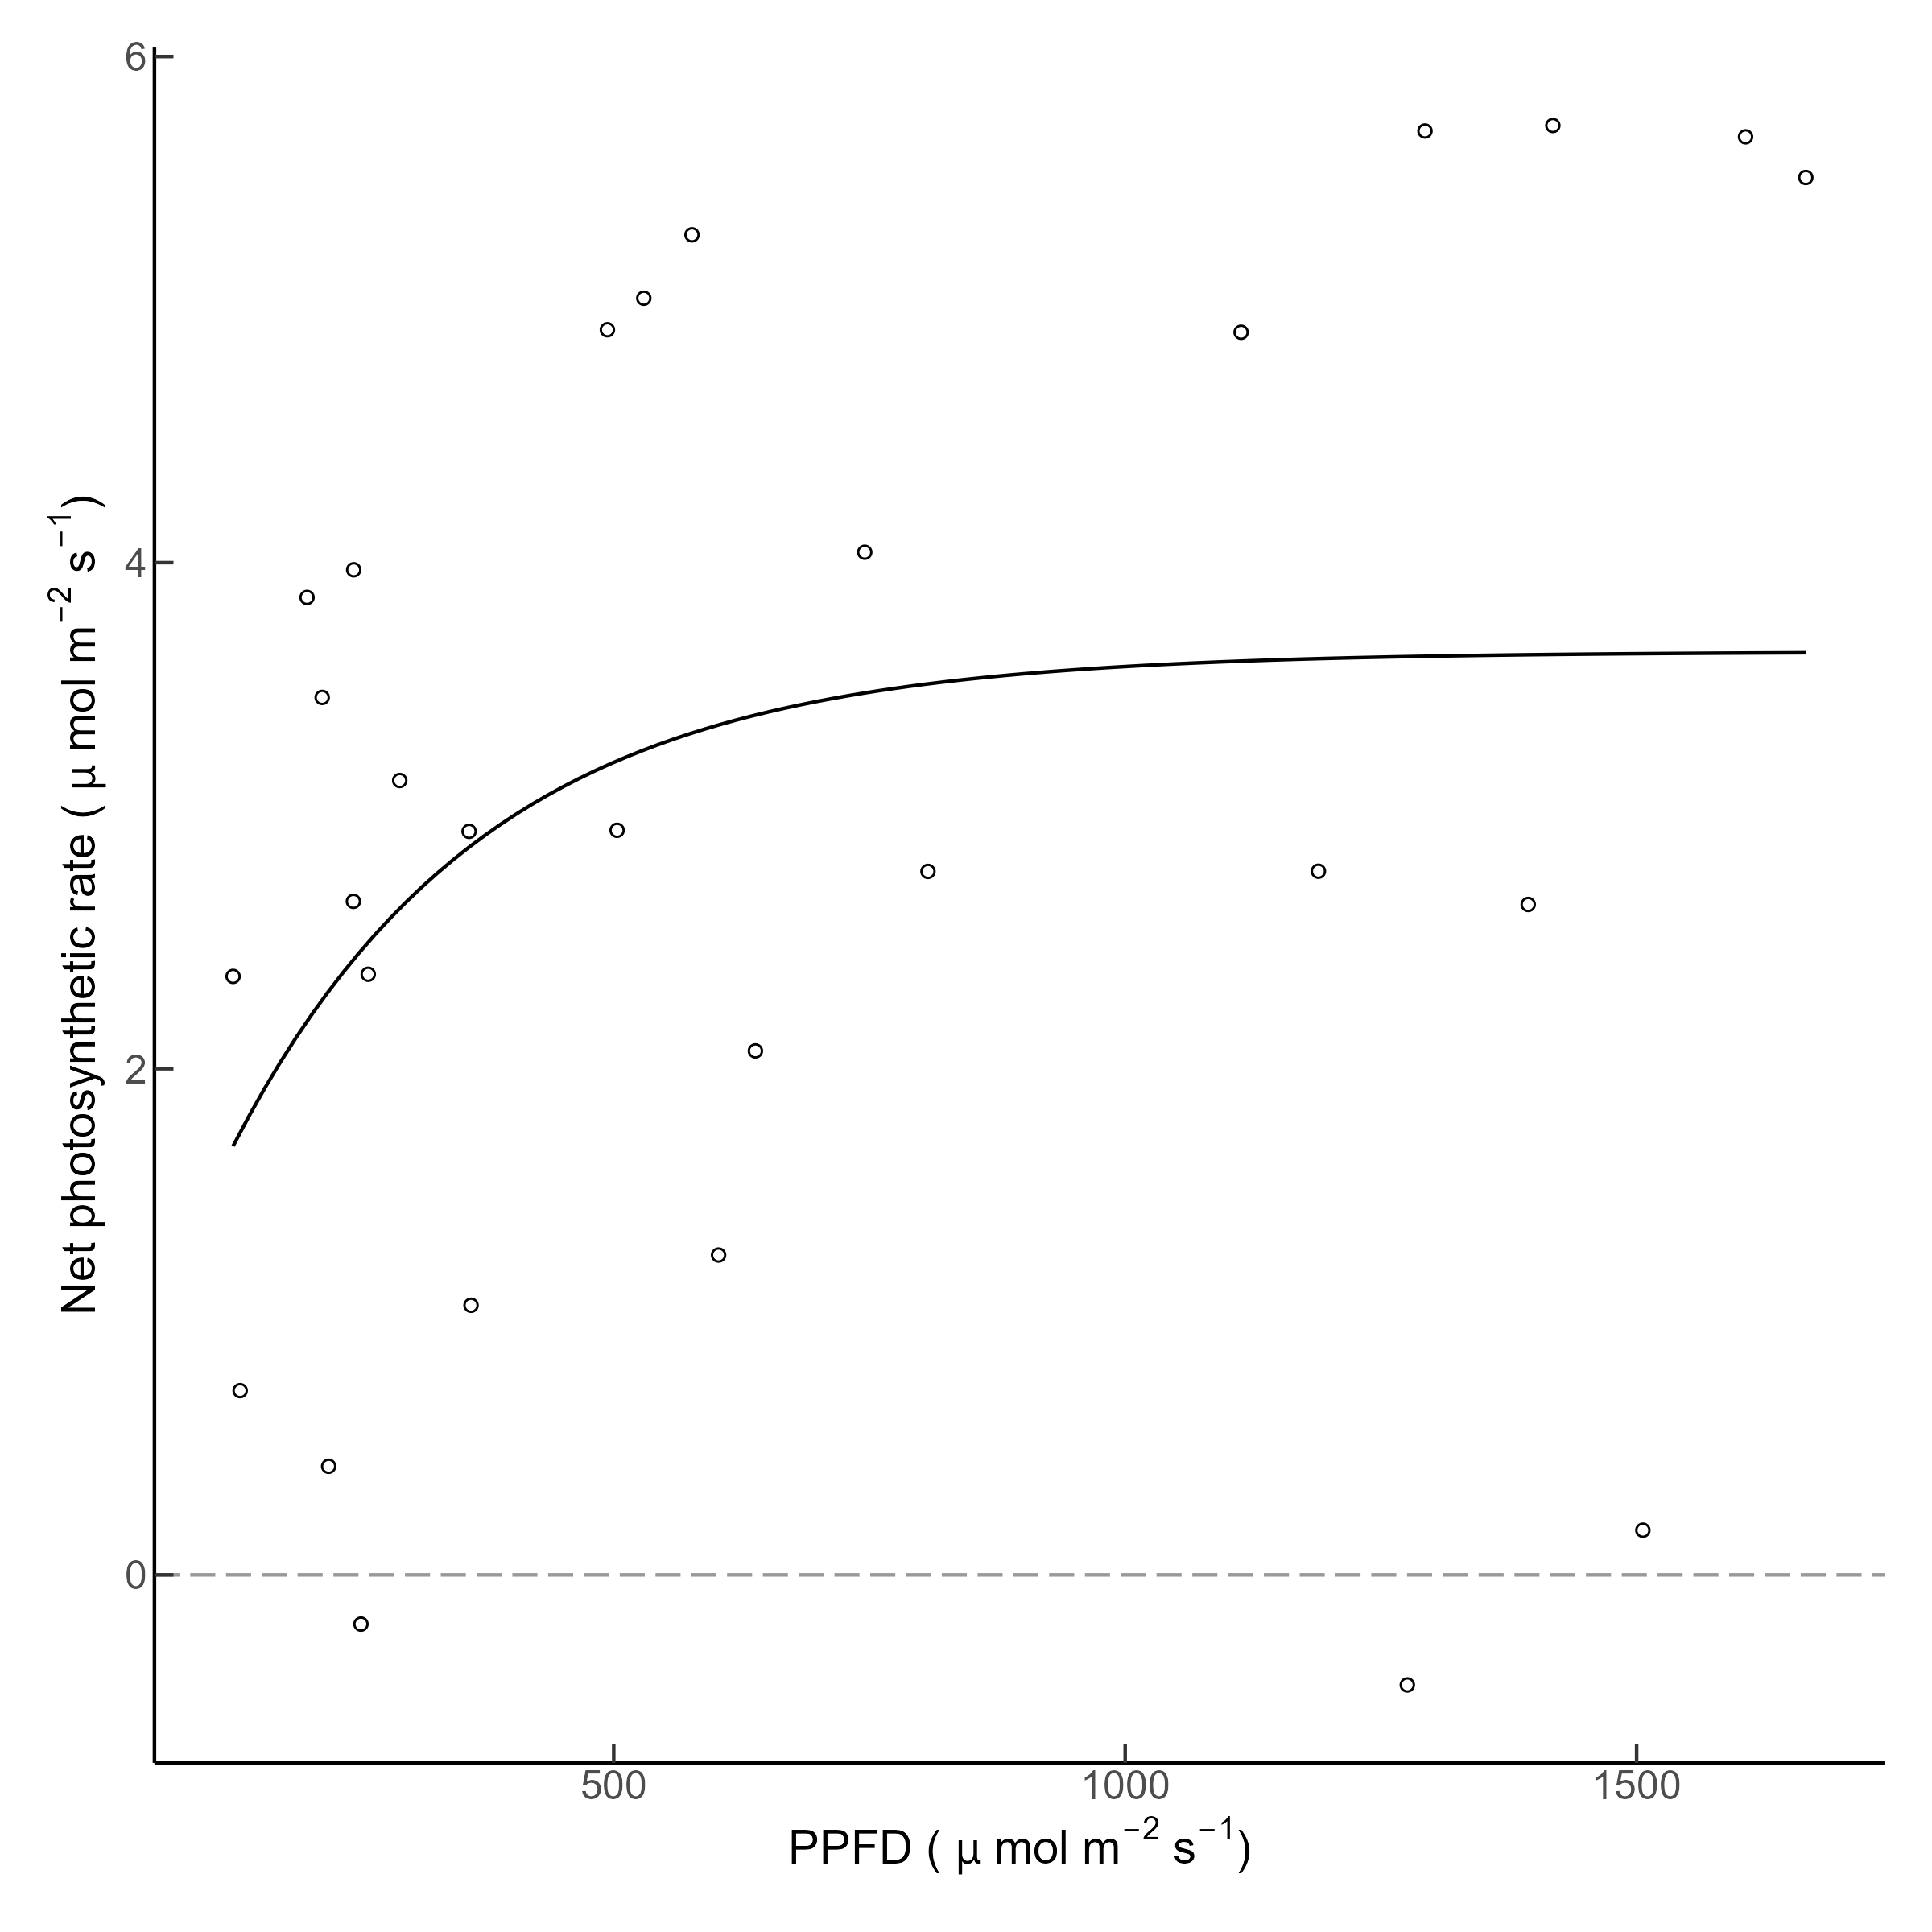 6
4
2
0
Net photosynthetic rate ( μ mol m⁻² s⁻¹)
500 1000 1500
PPFD ( μ mol m⁻² s⁻¹)